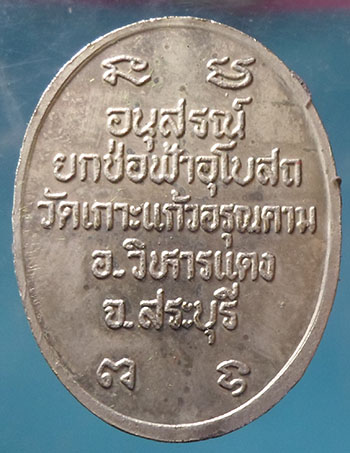 อนุสรณ์
ยกช่อฟ้าอุโบสถ
วัดเกาะแก้วอรุณคาม
อ.วิหารแดง
จ.สระบุรี